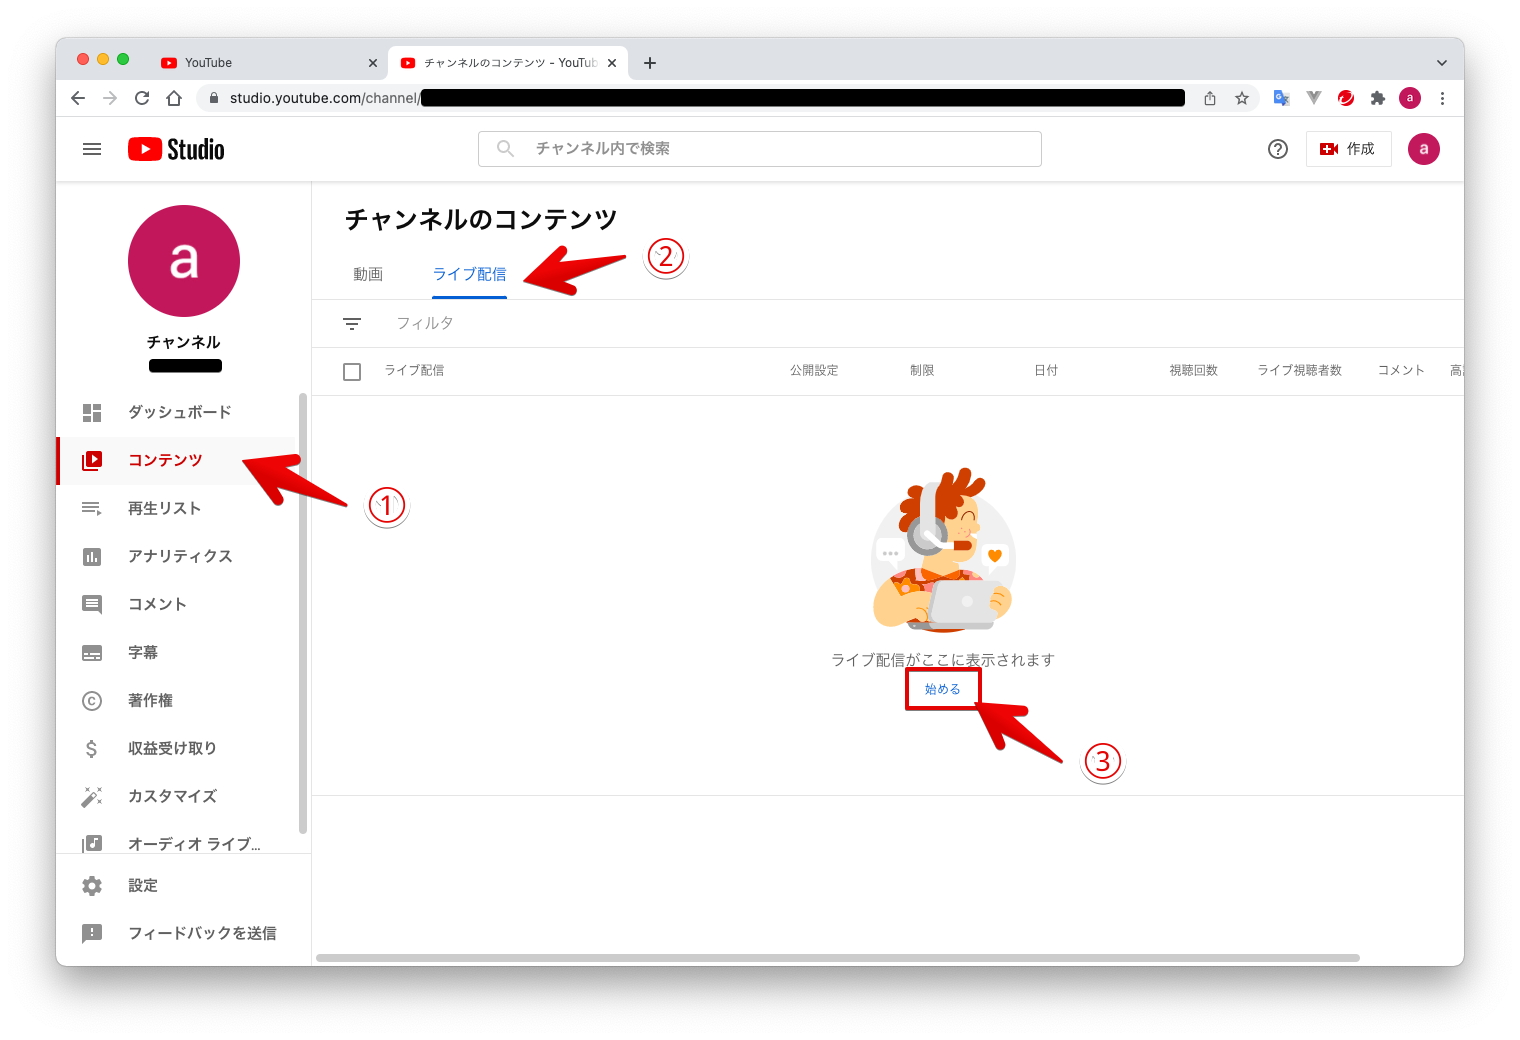 YouTube
チャンネルのコンテンツ - YouTub
studio.youtube.com/channel/
a
Studio
チャンネル内で検索
作成
a
a
チャンネル
ダッシュボード
コンテンツ
再生リスト
アナリティクス
コメント
字幕
著作権
収益受け取り
カスタマイズ
オーディオ ライブ...
設定
フィードバックを送信
チャンネルのコンテンツ
動画
ライブ配信
②
フィルタ
ライブ配信
公開設定
制限
日付
視聴回数
ライブ視聴者数
コメント
高
①
ライブ配信がここに表示されます
始める
③